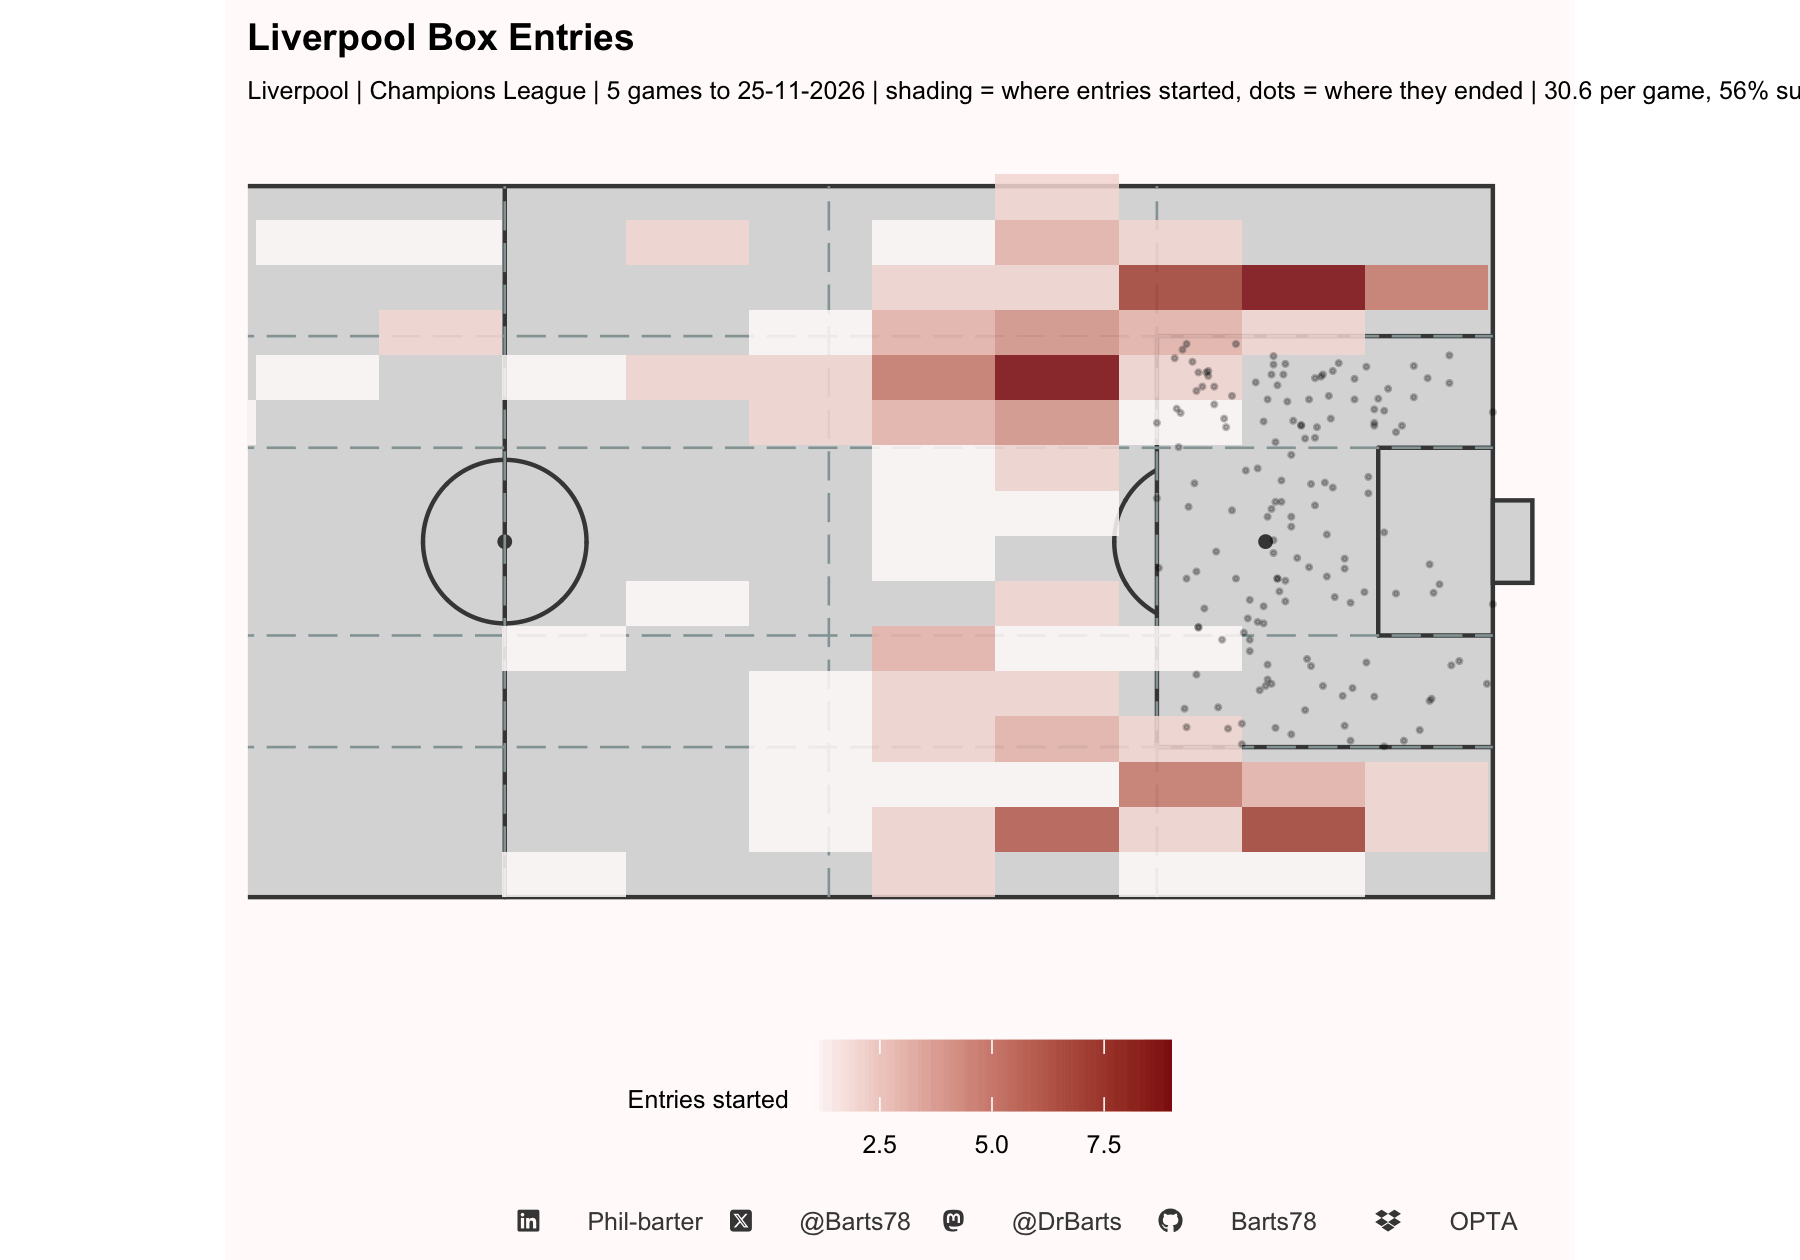 Liverpool Box Entries
Liverpool | Champions League | 5 games to 25-11-2026 | shading = where entries started, dots = where they ended | 30.6 per game, 56% su
Entries started
2.5 5.0 7.5
Phil-barter @Barts78 @DrBarts Barts78 OPTA